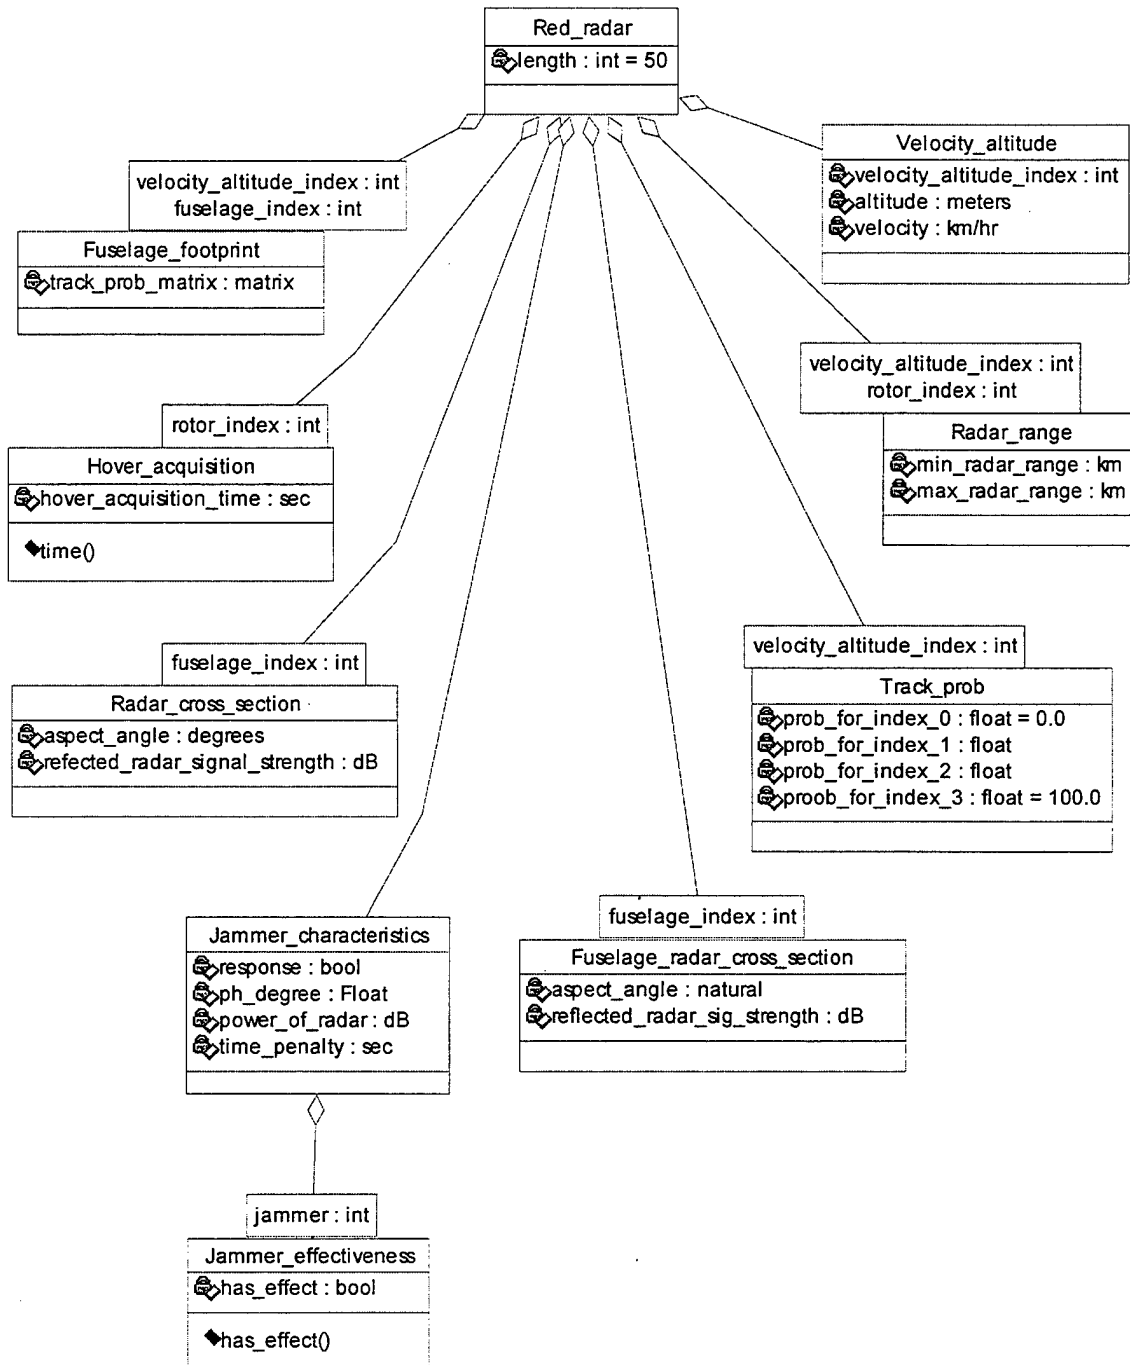 Red_radar
length : int = 50
Velocity_altitude
velocity_altitude_index : int
altitude : meters
velocity : km/hr
velocity_altitude_index : int
fuselage_index : int
Fuselage_footprint
track_prob_matrix : matrix
velocity_altitude_index : int
rotor_index : int
Radar_range
min_radar_range : km
max_radar_range : km
rotor_index : int
Hover_acquisition
hover_acquisition_time : sec
time()
fuselage_index : int
Radar_cross_section
aspect_angle : degrees
refected_radar_signal_strength : dB
velocity_altitude_index : int
Track_prob
prob_for_index_0 : float = 0.0
prob_for_index_1 : float
prob_for_index_2 : float
proob_for_index_3 : float = 100.0
Jammer_characteristics
response : bool
ph_degree : Float
power_of_radar : dB
time_penalty : sec
fuselage_index : int
Fuselage_radar_cross_section
aspect_angle : natural
reflected_radar_sig_strength : dB
jammer : int
Jammer_effectiveness
has_effect : bool
has_effect()